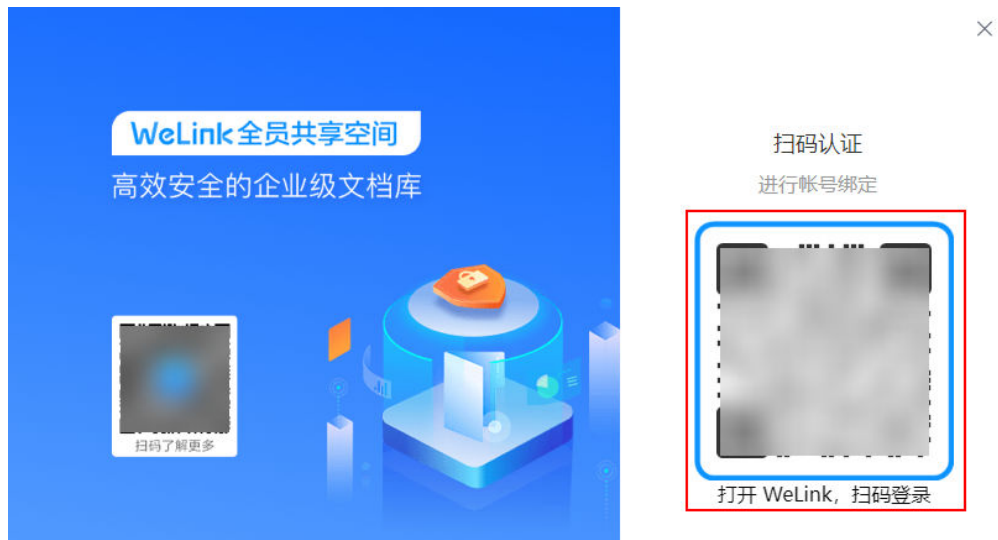 WeLink全员共享空间
高效安全的企业级文档库
扫码了解更多
扫码认证
进行帐号绑定
打开 WeLink，扫码登录